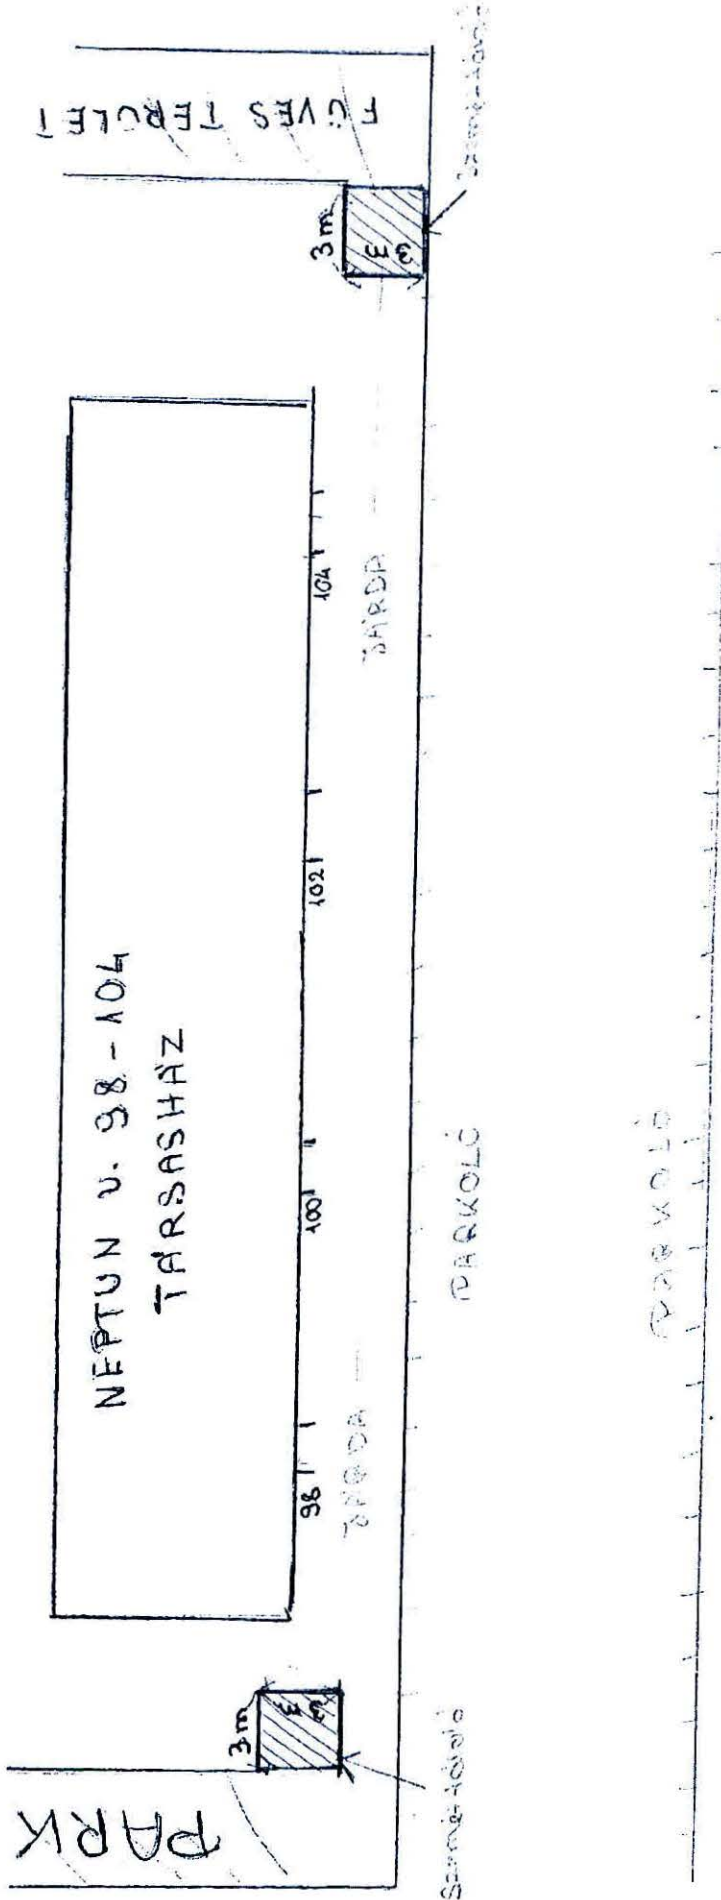 NEPTUN u. 98-104
TÁRSASHÁZ
98
100
102
104
JÁRDA
JÁRDA
PARKOLÓ
PARKOLÓ
PARK
3m
3m
FÜVES TERÜLET
3m
3m